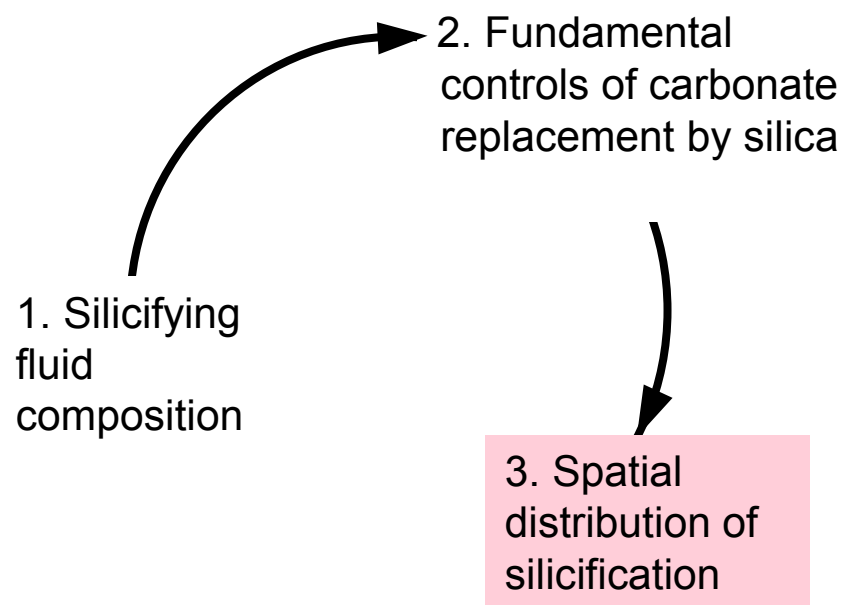 2. Fundamental
controls of carbonate
replacement by silica
1. Silicifying
fluid
composition
3. Spatial
distribution of
silicification